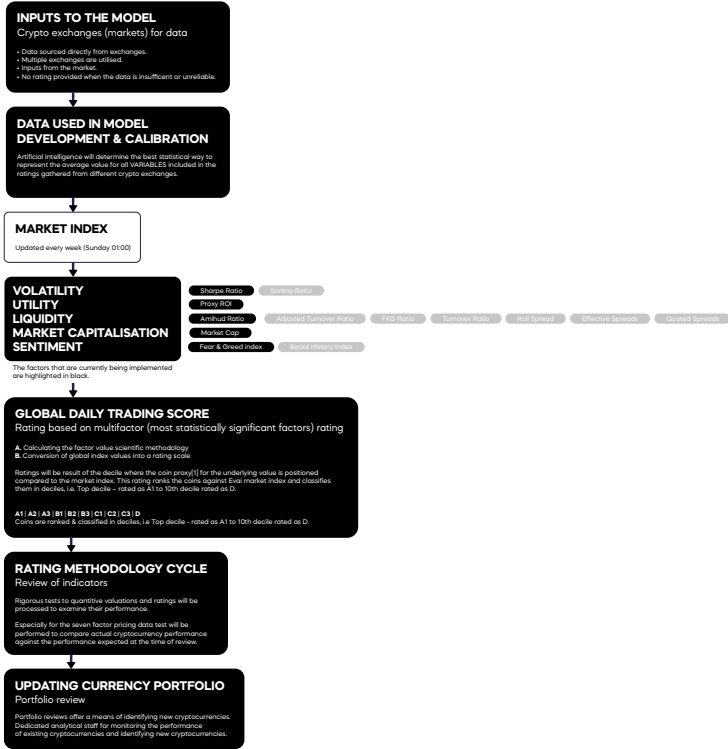 INPUTS TO THE MODEL
Crypto exchanges (markets) for data
• Data sourced directly from exchanges.
• Multiple exchanges are utilised.
• Inputs from the market.
• No rating provided when the data is insufficent or unreliable.
DATA USED IN MODEL
DEVELOPMENT & CALIBRATION
Artificial Intelligence will determine the best statistical way to
represent the average value for all VARIABLES included in the
ratings gathered from different crypto exchanges.
MARKET INDEX
Updated every week (Sunday 01:00)
VOLATILITY
Sharpe Ratio
Sortino Ratio
UTILITY
Proxy ROI
LIQUIDITY
Amihud Ratio
Adjusted Turnover Ratio
FKG Ratio
Turnover Ratio
Roll Spread
Effective Spreads
Quoted Spreads
MARKET CAPITALISATION
Market Cap
SENTIMENT
Fear & Greed index
Social History Index
The factors that are currently being implemented
are highlighted in black.
GLOBAL DAILY TRADING SCORE
Rating based on multifactor (most statistically significant factors) rating
A. Calculating the factor value scientific methodology
B. Conversion of global index values into a rating scale
Ratings will be result of the decile where the coin proxy[1] for the underlying value is positioned
compared to the market index. This rating ranks the coins against Evai market index and classifies
them in deciles, i.e. Top decile – rated as A1 to 10th decile rated as D.
A1 | A2 | A3 | B1 | B2 | B3 | C1 | C2 | C3 | D
Coins are ranked & classified in deciles, i.e Top decile - rated as A1 to 10th decile rated as D.
RATING METHODOLOGY CYCLE
Review of indicators
Rigorous tests to quantitive valuations and ratings will be
processed to examine their performance.
Especially for the seven factor pricing data test will be
performed to compare actual cryptocurrency performance
against the performance expected at the time of review.
UPDATING CURRENCY PORTFOLIO
Portfolio review
Portfolio reviews offer a means of identifying new cryptocurrencies.
Dedicated analytical staff for monitoring the performance
of existing cryptocurrencies and identifying new cryptocurrencies.